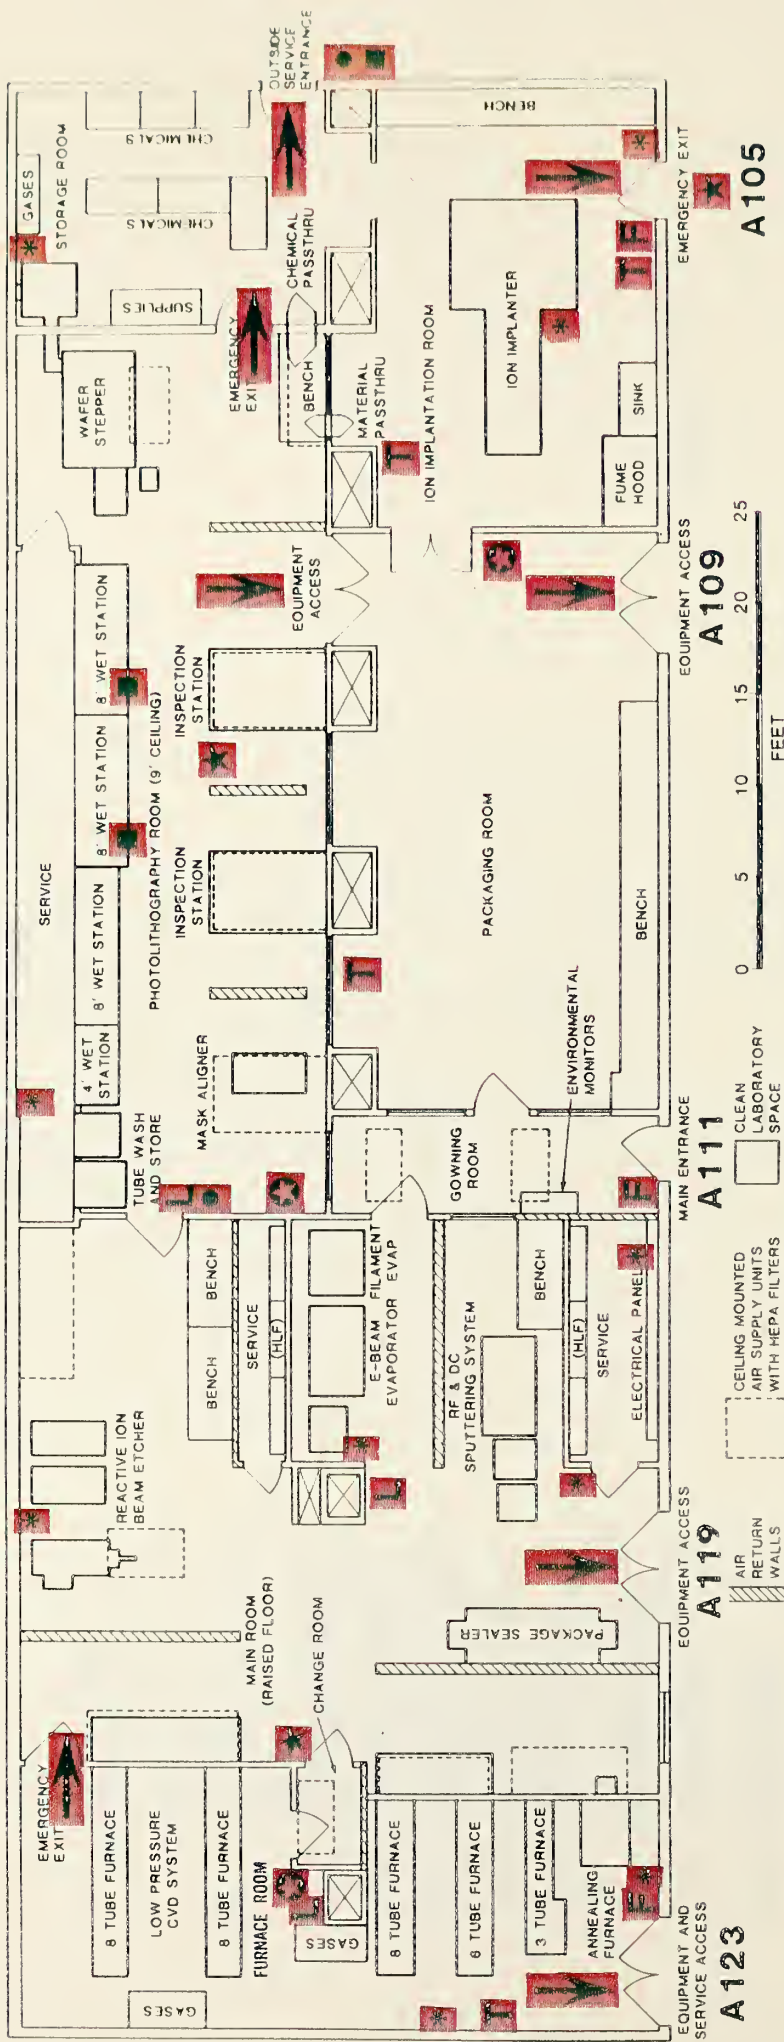 OUTSIDE
SERVICE
ENTRANCE
CHEMICALS
CHEMICALS
GASES
STORAGE ROOM
SUPPLIES
CHEMICAL
PASSTHRU
EMERGENCY
EXIT
BENCH
MATERIAL
PASSTHRU
WAFER
STEPPER
BENCH
EMERGENCY EXIT
A105
T
F
ION IMPLANTER
ION IMPLANTATION ROOM
T
SINK
FUME
HOOD
EQUIPMENT
ACCESS
EQUIPMENT ACCESS
A109
SERVICE
8' WET STATION
8' WET STATION
8' WET STATION
4' WET
STATION
PHOTOLITHOGRAPHY ROOM (9' CEILING)
INSPECTION
STATION
INSPECTION
STATION
MASK ALIGNER
TUBE WASH
AND STORE
T
PACKAGING ROOM
BENCH
ENVIRONMENTAL
MONITORS
GOWNING
ROOM
MAIN ENTRANCE
A111
F
BENCH
BENCH
SERVICE
(HLF)
FILAMENT
EVAP
E-BEAM
EVAPORATOR
RF & DC
SPUTTERING SYSTEM
BENCH
(HLF)
SERVICE
ELECTRICAL PANEL
REACTIVE ION
BEAM ETCHER
MAIN ROOM
(RAISED FLOOR)
CHANGE ROOM
PACKAGE SEALER
EQUIPMENT ACCESS
A119
EMERGENCY
EXIT
8 TUBE FURNACE
LOW PRESSURE
CVD SYSTEM
8 TUBE FURNACE
FURNACE ROOM
GASES
GASES
8 TUBE FURNACE
6 TUBE FURNACE
3 TUBE FURNACE
ANNEALING
FURNACE
F
T
EQUIPMENT AND
SERVICE ACCESS
A123
0 5 10 15 20 25
FEET
AIR
RETURN
WALLS
CEILING MOUNTED
AIR SUPPLY UNITS
WITH HEPA FILTERS
CLEAN
LABORATORY
SPACE